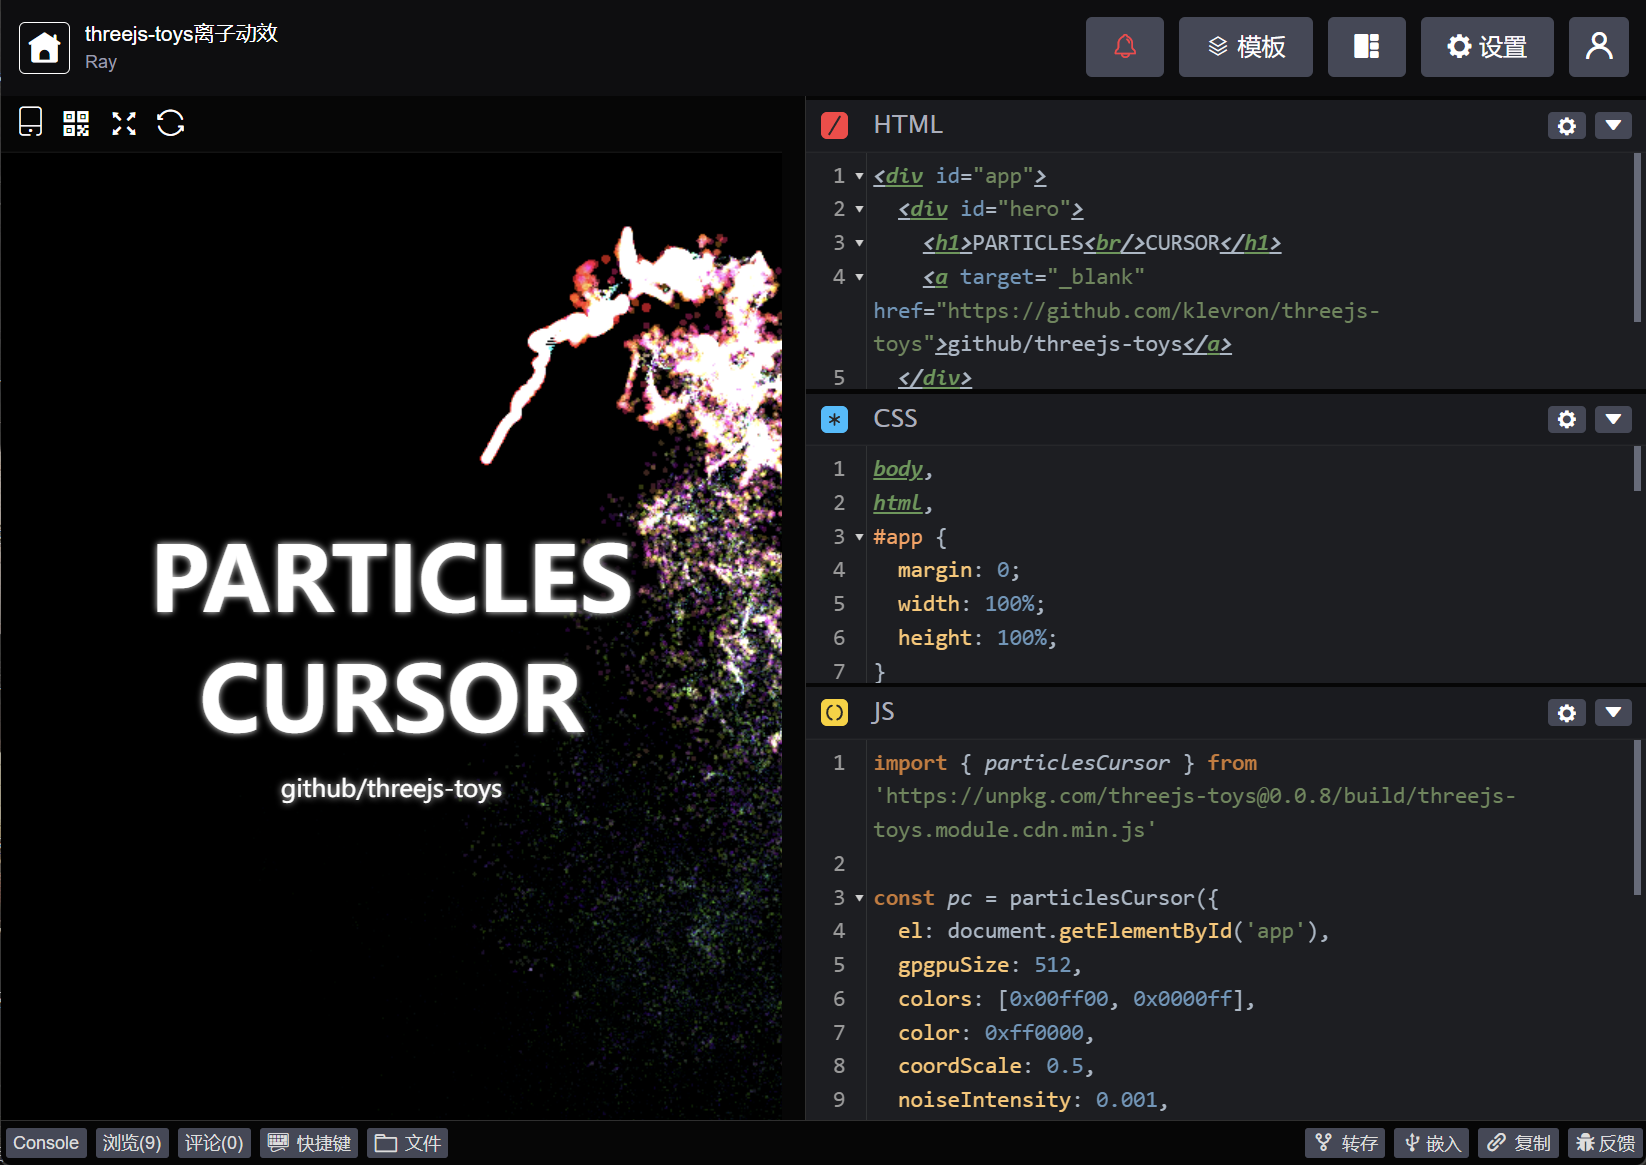 threejs-toys离子动效
Ray
模板
设置
PARTICLES
CURSOR
github/threejs-toys
HTML
1 <div id="app">
2 <div id="hero">
3 <h1>PARTICLES<br/>CURSOR</h1>
4 <a target="_blank"
href="https://github.com/klevron/threejs-
toys">github/threejs-toys</a>
5 </div>
CSS
1 body,
2 html,
3 #app {
4 margin: 0;
5 width: 100%;
6 height: 100%;
7 }
JS
1 import { particlesCursor } from
'https://unpkg.com/threejs-toys@0.0.8/build/threejs-
toys.module.cdn.min.js'
2
3 const pc = particlesCursor({
4 el: document.getElementById('app'),
5 gpgpuSize: 512,
6 colors: [0x00ff00, 0x0000ff],
7 color: 0xff0000,
8 coordScale: 0.5,
9 noiseIntensity: 0.001,
Console 浏览(9) 评论(0) 快捷键 文件 转存 嵌入 复制 反馈